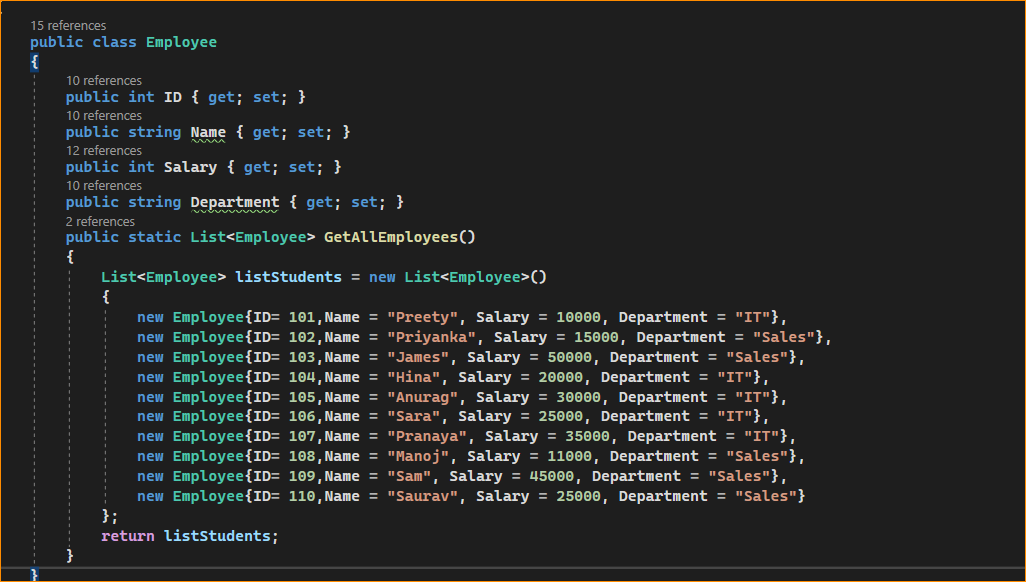 15 references
public class Employee
{
10 references
public int ID { get; set; }
10 references
public string Name { get; set; }
12 references
public int Salary { get; set; }
10 references
public string Department { get; set; }
2 references
public static List<Employee> GetAllEmployees()
{
List<Employee> listStudents = new List<Employee>()
{
new Employee{ID= 101,Name = "Preety", Salary = 10000, Department = "IT"},
new Employee{ID= 102,Name = "Priyanka", Salary = 15000, Department = "Sales"},
new Employee{ID= 103,Name = "James", Salary = 50000, Department = "Sales"},
new Employee{ID= 104,Name = "Hina", Salary = 20000, Department = "IT"},
new Employee{ID= 105,Name = "Anurag", Salary = 30000, Department = "IT"},
new Employee{ID= 106,Name = "Sara", Salary = 25000, Department = "IT"},
new Employee{ID= 107,Name = "Pranaya", Salary = 35000, Department = "IT"},
new Employee{ID= 108,Name = "Manoj", Salary = 11000, Department = "Sales"},
new Employee{ID= 109,Name = "Sam", Salary = 45000, Department = "Sales"},
new Employee{ID= 110,Name = "Saurav", Salary = 25000, Department = "Sales"}
};
return listStudents;
}
}